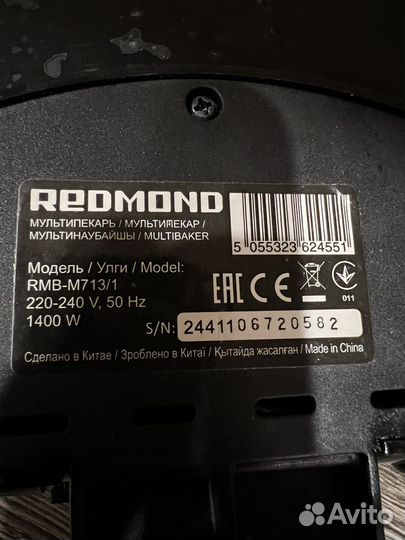 REDMOND
МУЛЬТИПЕКАРЬ / МУЛЬТИПЕКАР /
МУЛЬТИНАУБАЙШЫ / MULTIBAKER
5 055323 624551
Модель / Улгi / Model:
RMB-M713/1
220-240 V, 50 Hz
1400 W
EAC CE
011
S/N: 2441106720582
Сделано в Китае / Зроблено в Китаї / Қытайда жасалған / Made in China
Avito